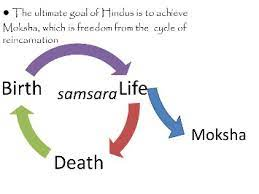 ● The ultimate goal of Hindus is to achieve
Moksha, which is freedom from the cycle of
reincarnation
Birth samsara Life
Moksha
Death